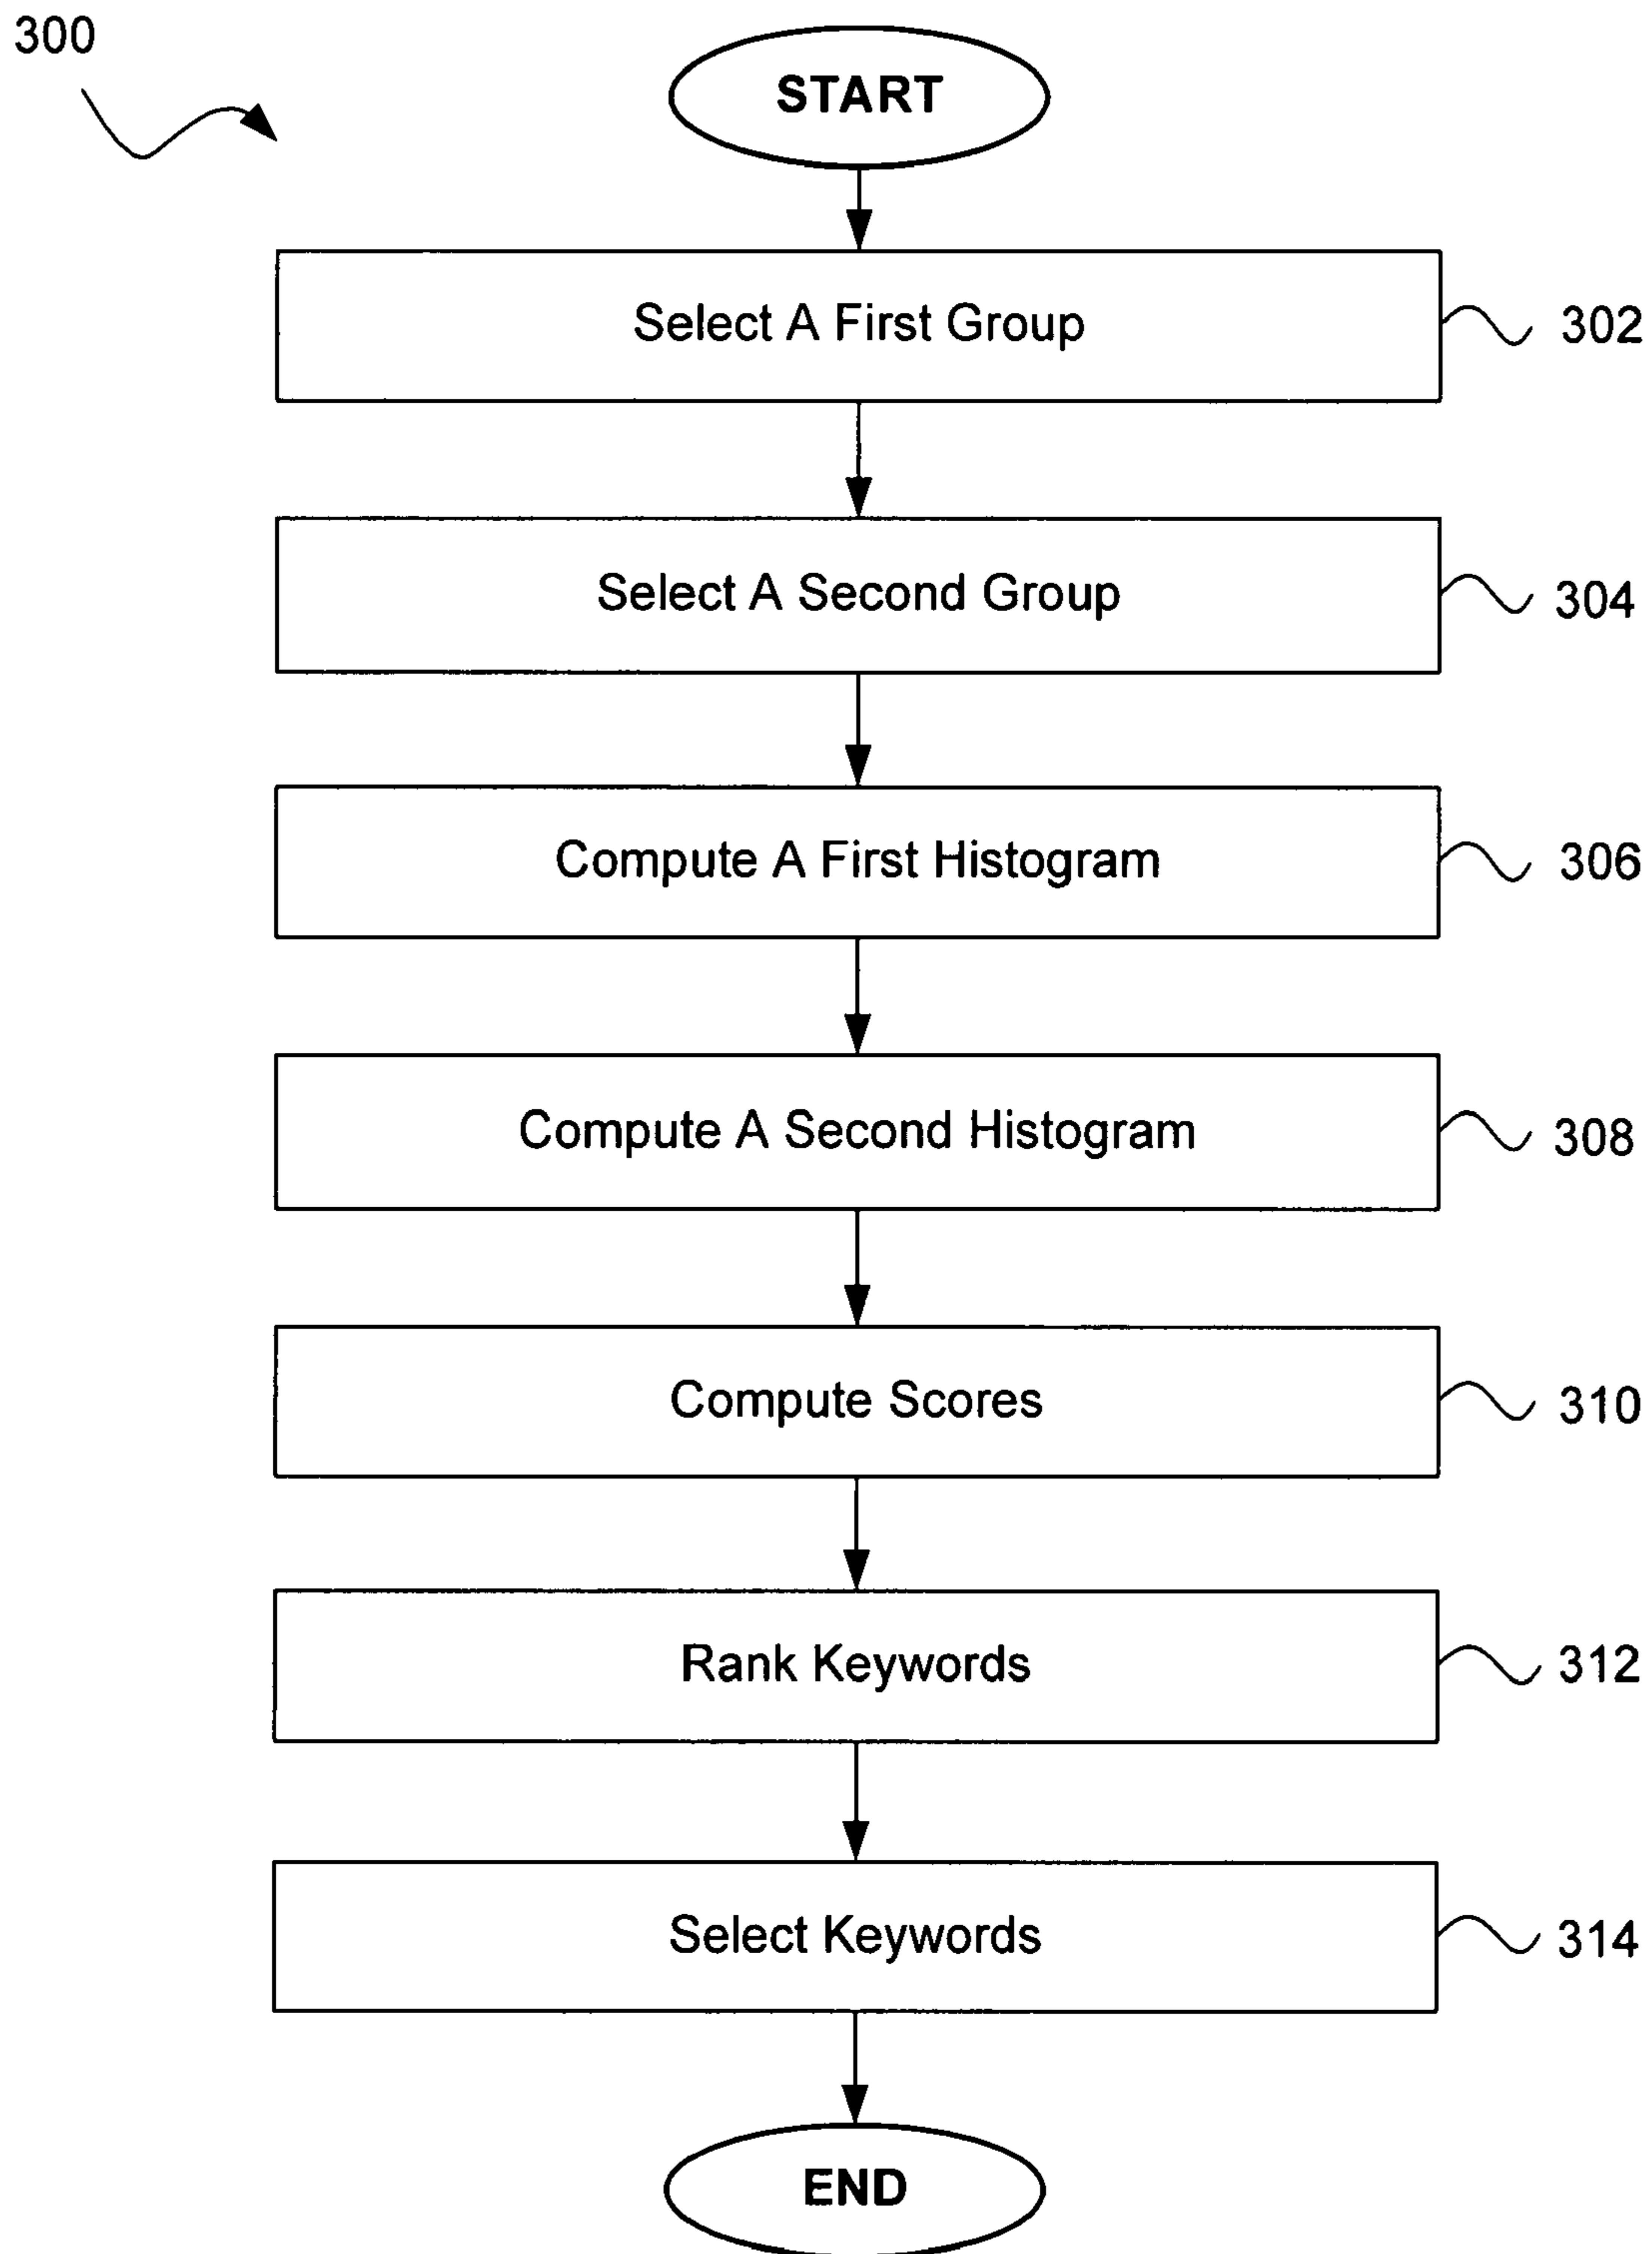 300
START
Select A First Group
302
Select A Second Group
304
Compute A First Histogram
306
Compute A Second Histogram
308
Compute Scores
310
Rank Keywords
312
Select Keywords
314
END